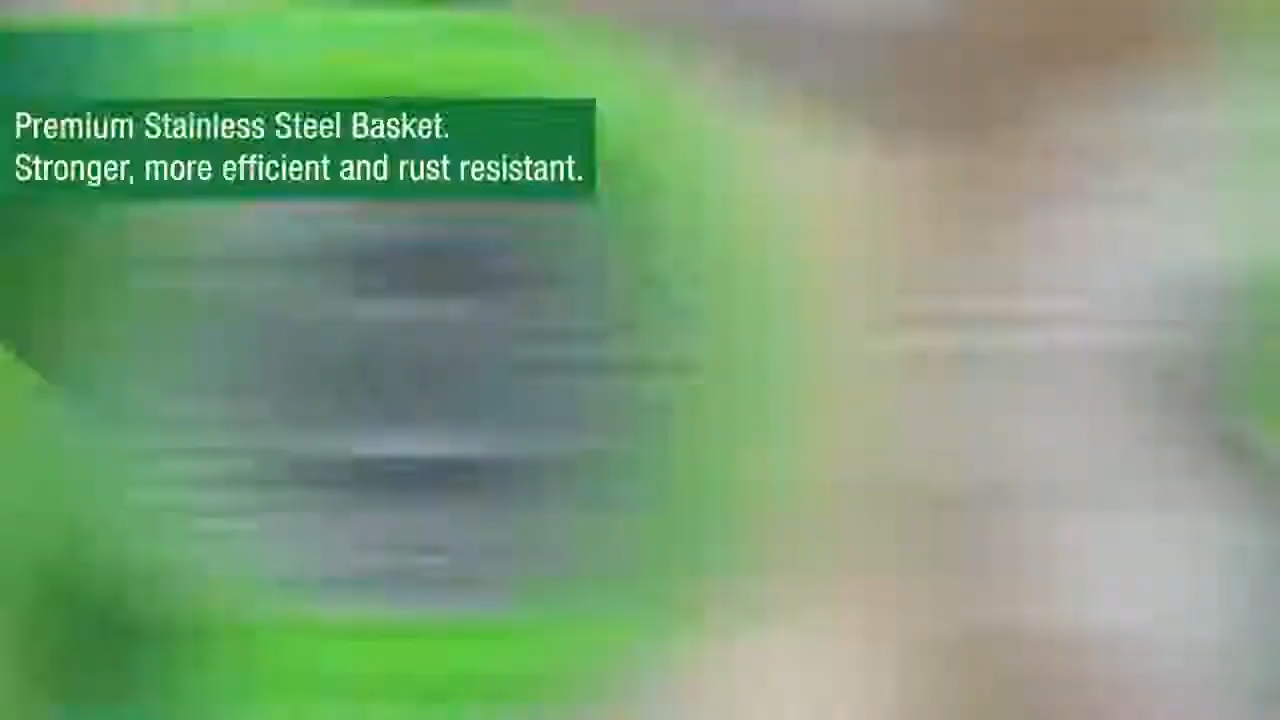 Premium Stainless Steel Basket.
Stronger, more efficient and rust resistant.